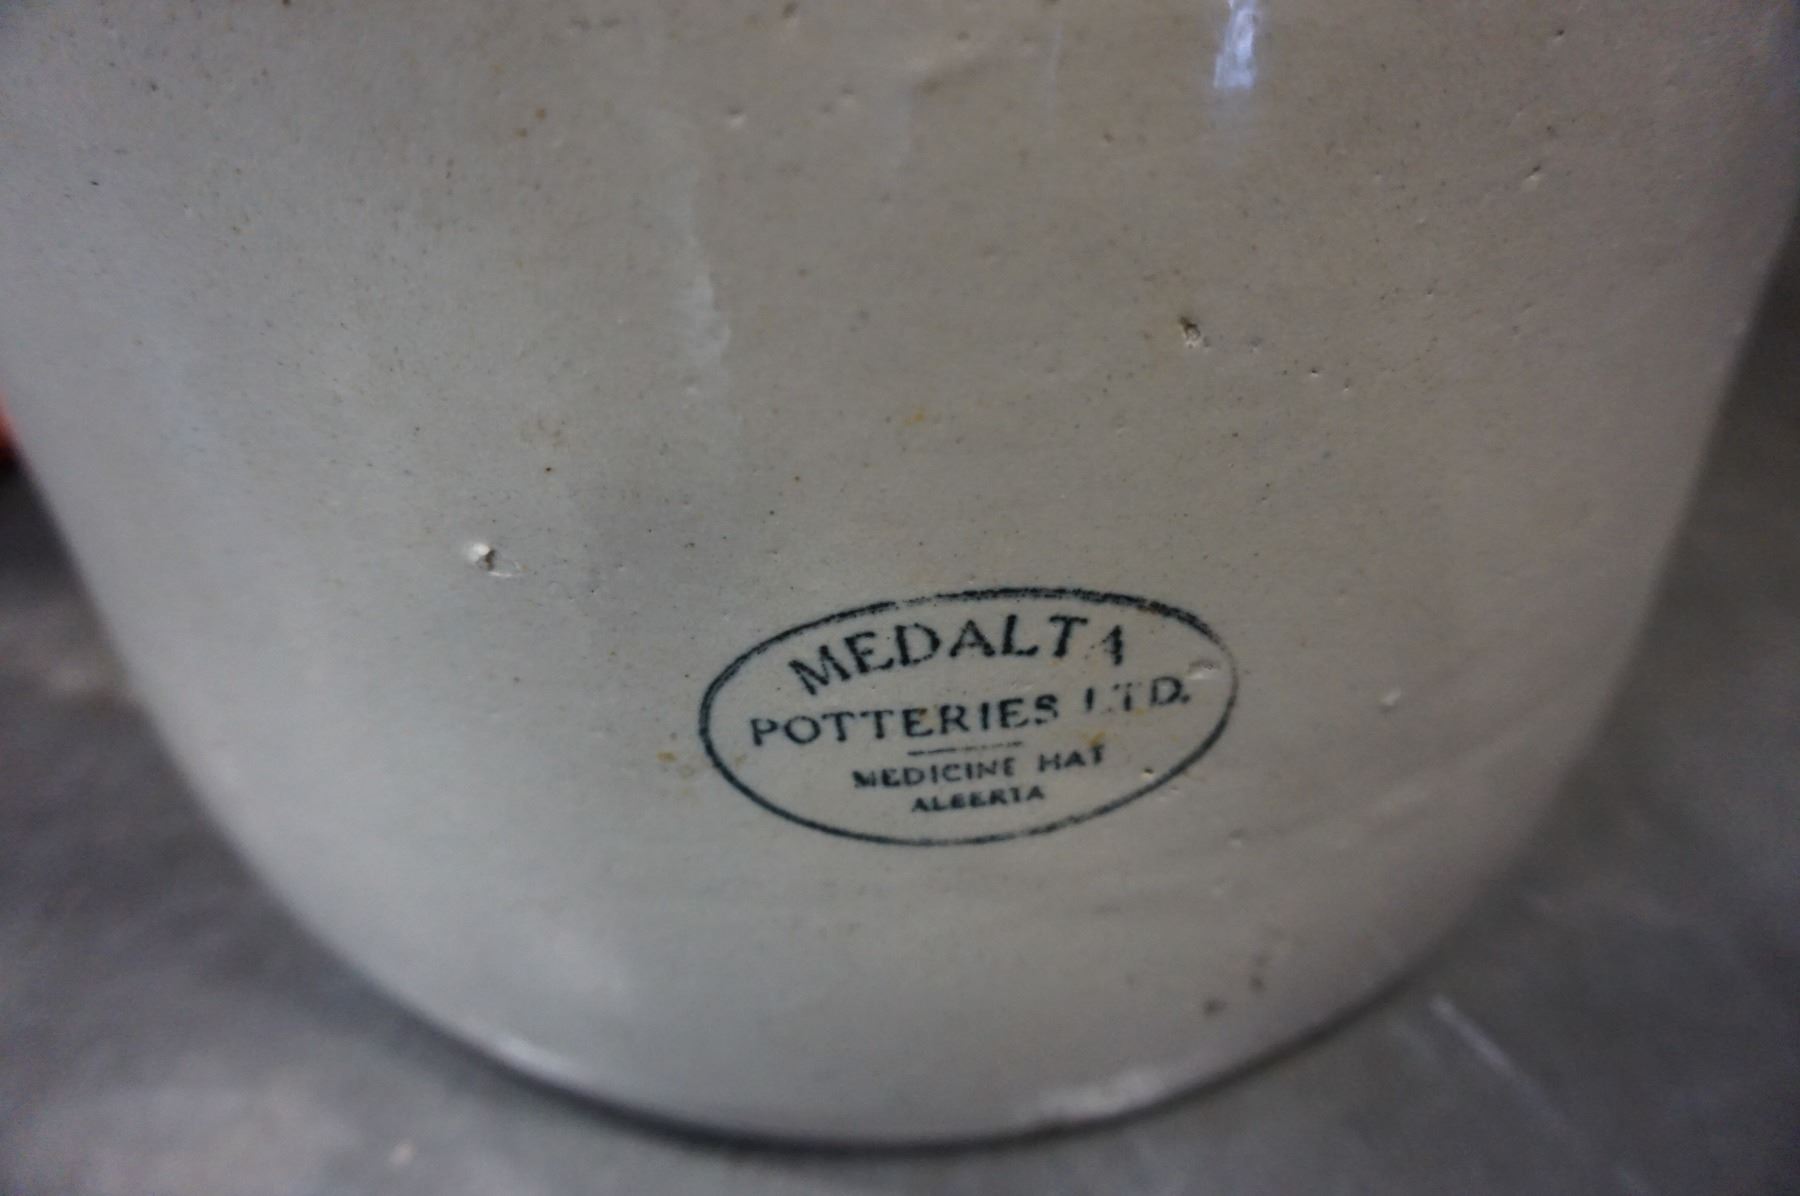 MEDALTA
POTTERIES LTD.
MEDICINE HAT
ALBERTA